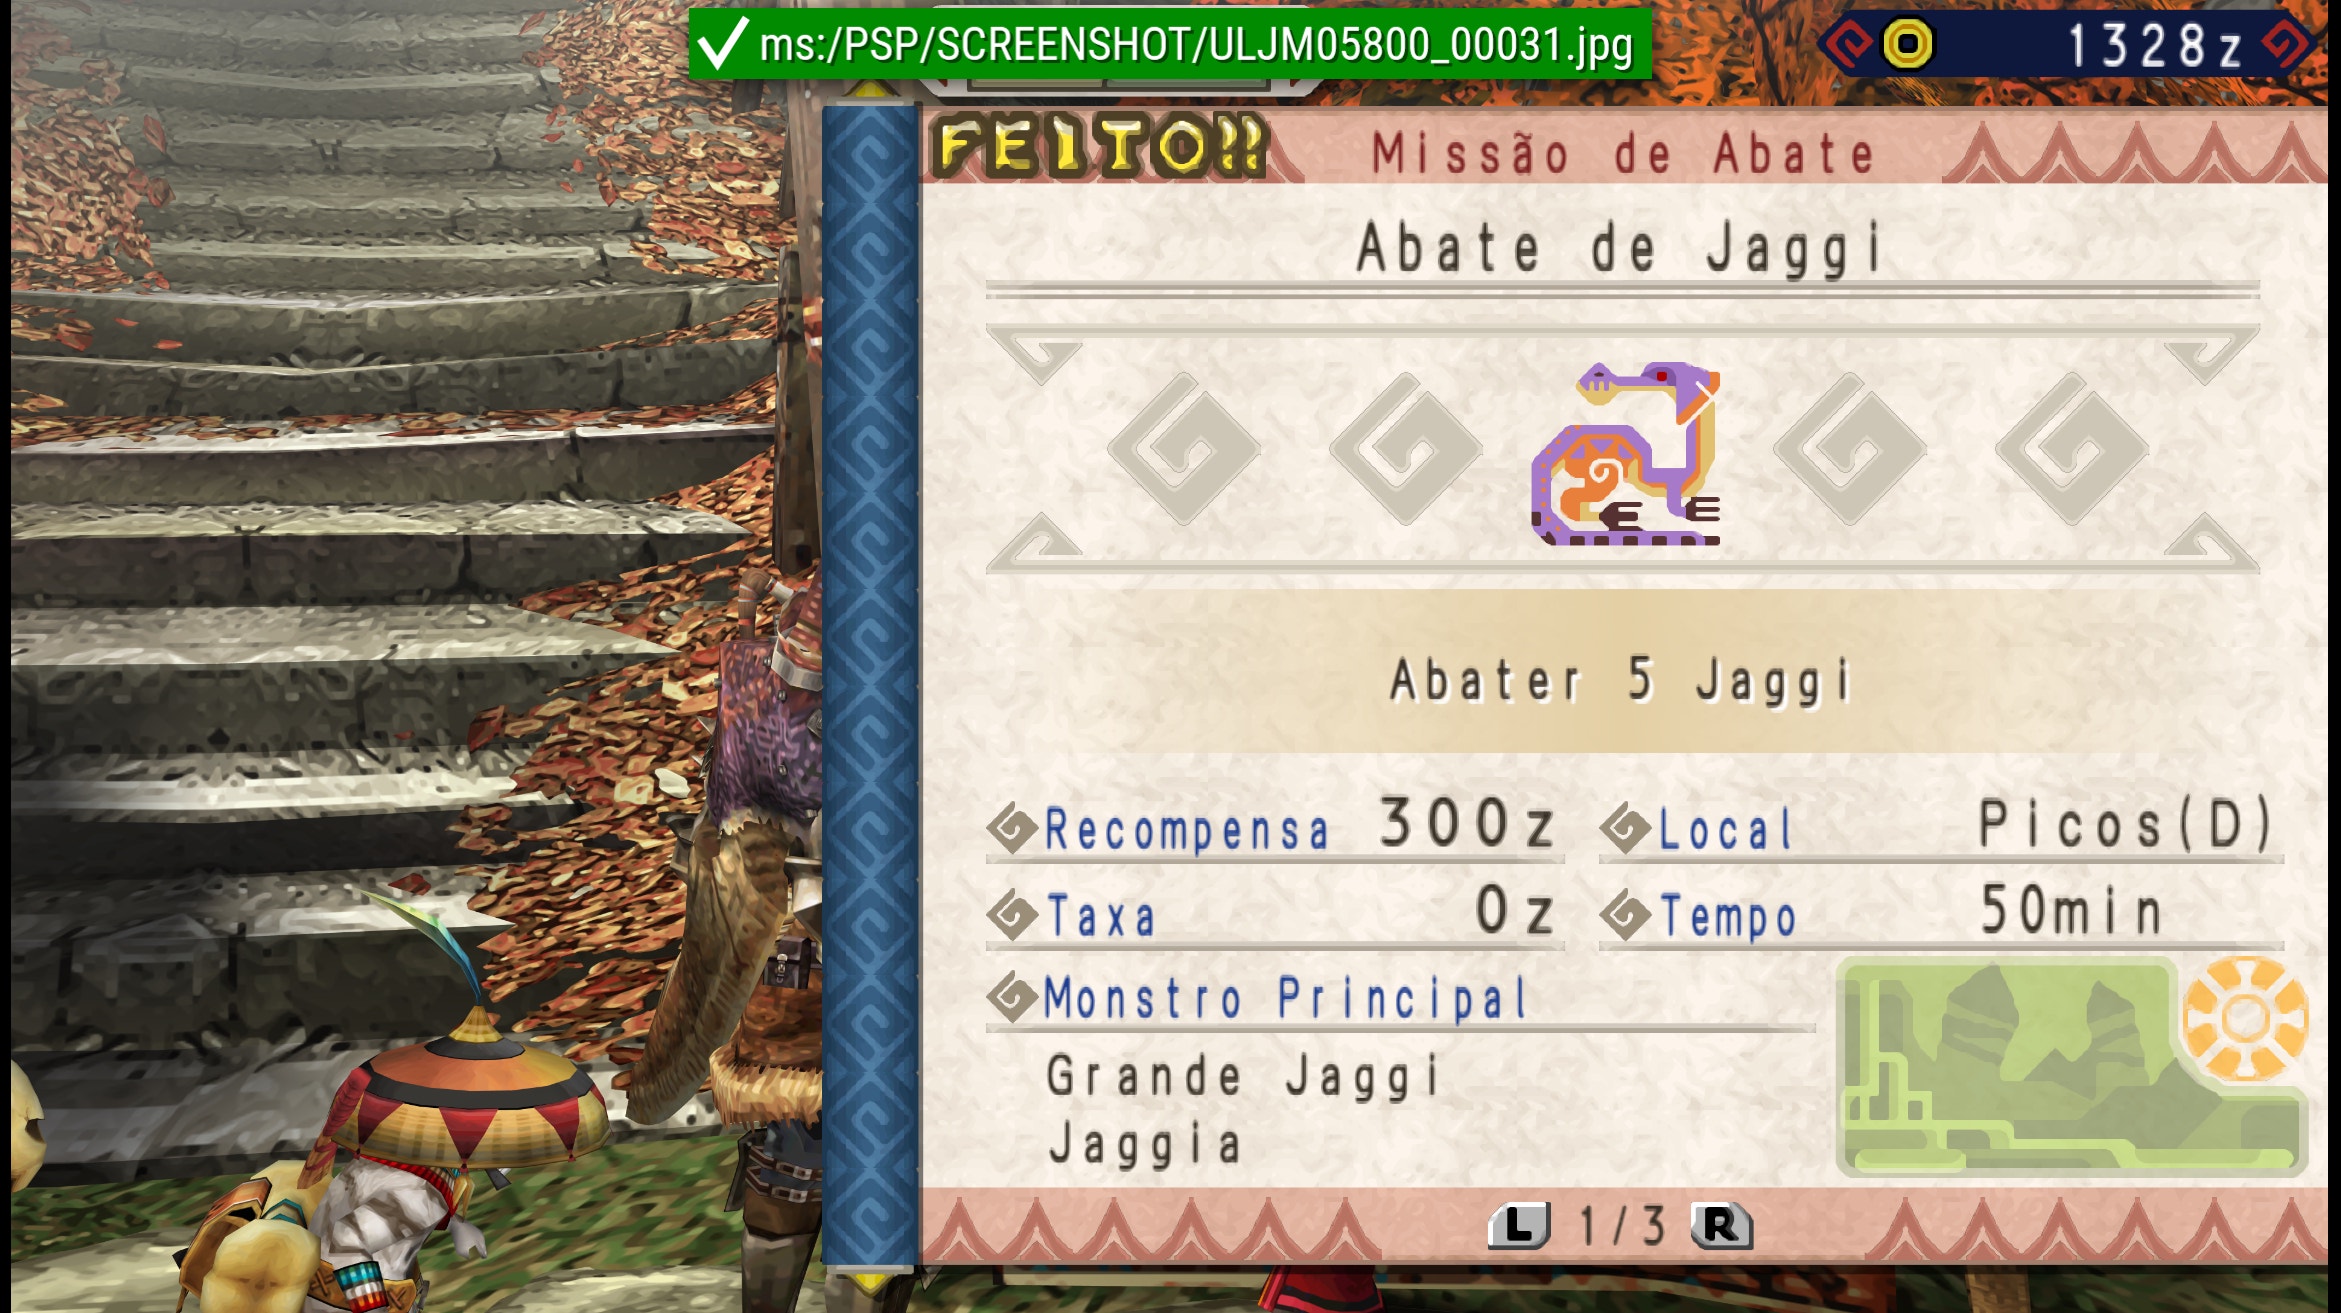 ms:/PSP/SCREENSHOT/ULJM05800_00031.jpg
1328z
FEITO!!
Missão de Abate
Abate de Jaggi
Abater 5 Jaggi
Recompensa 300z
Local Picos(D)
Taxa 0z
Tempo 50min
Monstro Principal
Grande Jaggi
Jaggia
L 1/3 R